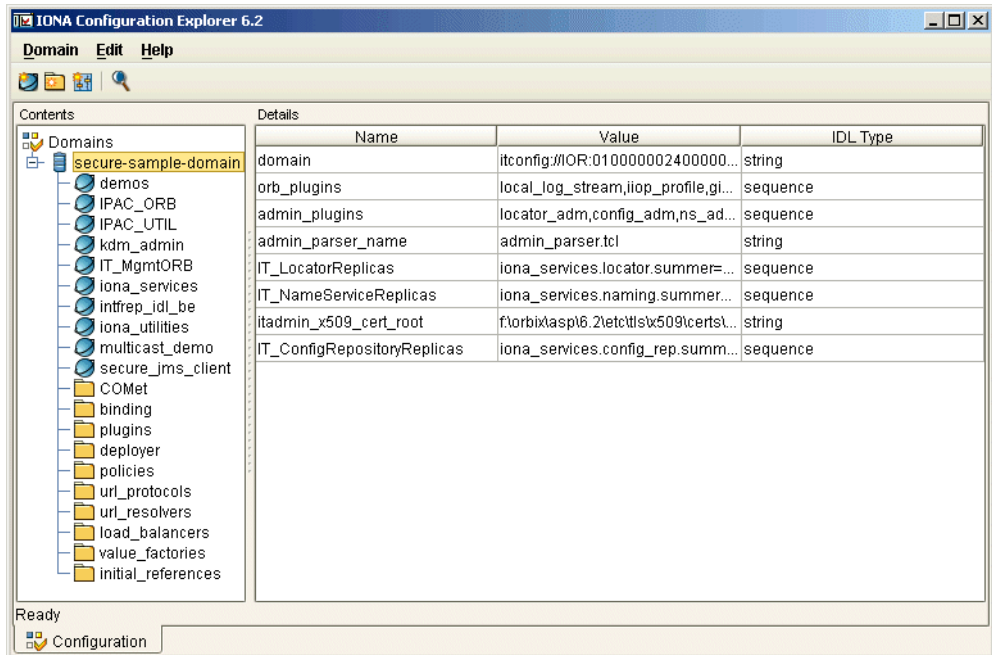 IONA Configuration Explorer 6.2
Domain Edit Help
Contents
Details
Domains
secure-sample-domain
demos
IPAC_ORB
IPAC_UTIL
kdm_admin
IT_MgmtORB
iona_services
intfrep_idl_be
iona_utilities
multicast_demo
secure_jms_client
COMet
binding
plugins
deployer
policies
url_protocols
url_resolvers
load_balancers
value_factories
initial_references
Name Value IDL Type
domain itconfig://IOR:010000002400000... string
orb_plugins local_log_stream,iiop_profile,gi... sequence
admin_plugins locator_adm,config_adm,ns_ad... sequence
admin_parser_name admin_parser.tcl string
IT_LocatorReplicas iona_services.locator.summer=... sequence
IT_NameServiceReplicas iona_services.naming.summer... sequence
itadmin_x509_cert_root f:\orbix\asp\6.2\etc\tls\x509\certs\... string
IT_ConfigRepositoryReplicas iona_services.config_rep.summ... sequence
Ready
Configuration